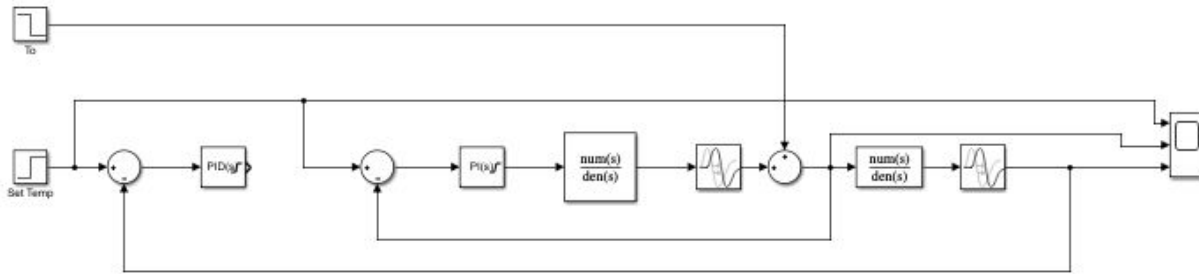 To
Set Temp
PID(s)
PI(s)
num(s)
den(s)
num(s)
den(s)